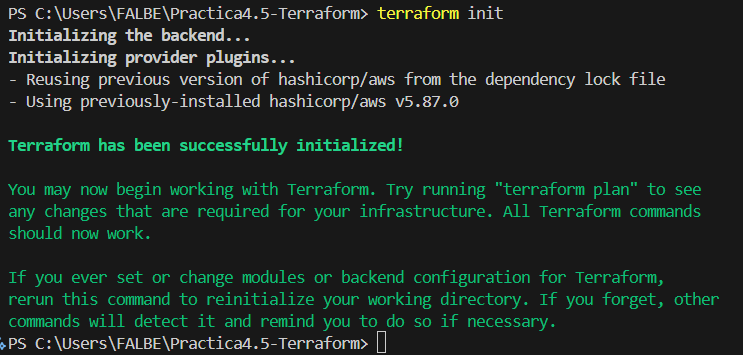 PS C:\Users\FALBE\Practica4.5-Terraform> terraform init
Initializing the backend...
Initializing provider plugins...
- Reusing previous version of hashicorp/aws from the dependency lock file
- Using previously-installed hashicorp/aws v5.87.0
Terraform has been successfully initialized!
You may now begin working with Terraform. Try running "terraform plan" to see
any changes that are required for your infrastructure. All Terraform commands
should now work.
If you ever set or change modules or backend configuration for Terraform,
rerun this command to reinitialize your working directory. If you forget, other
commands will detect it and remind you to do so if necessary.
PS C:\Users\FALBE\Practica4.5-Terraform>